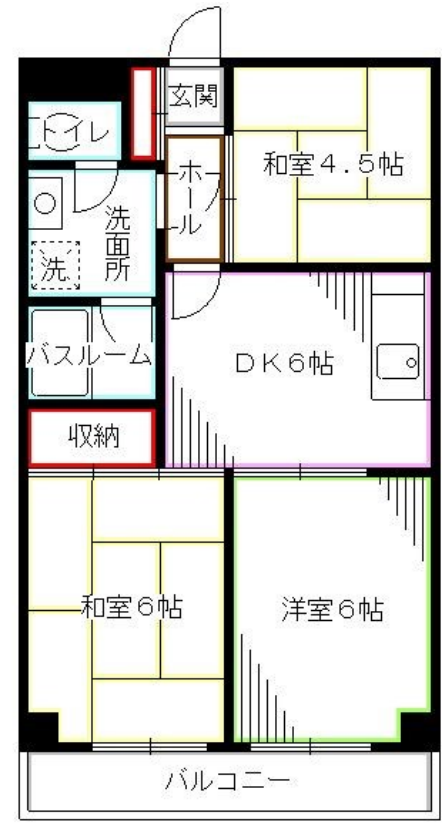 玄関
トイレ
和室4.5帖
ホール
洗面所
洗
バスルーム
DK6帖
収納
和室6帖
洋室6帖
バルコニー